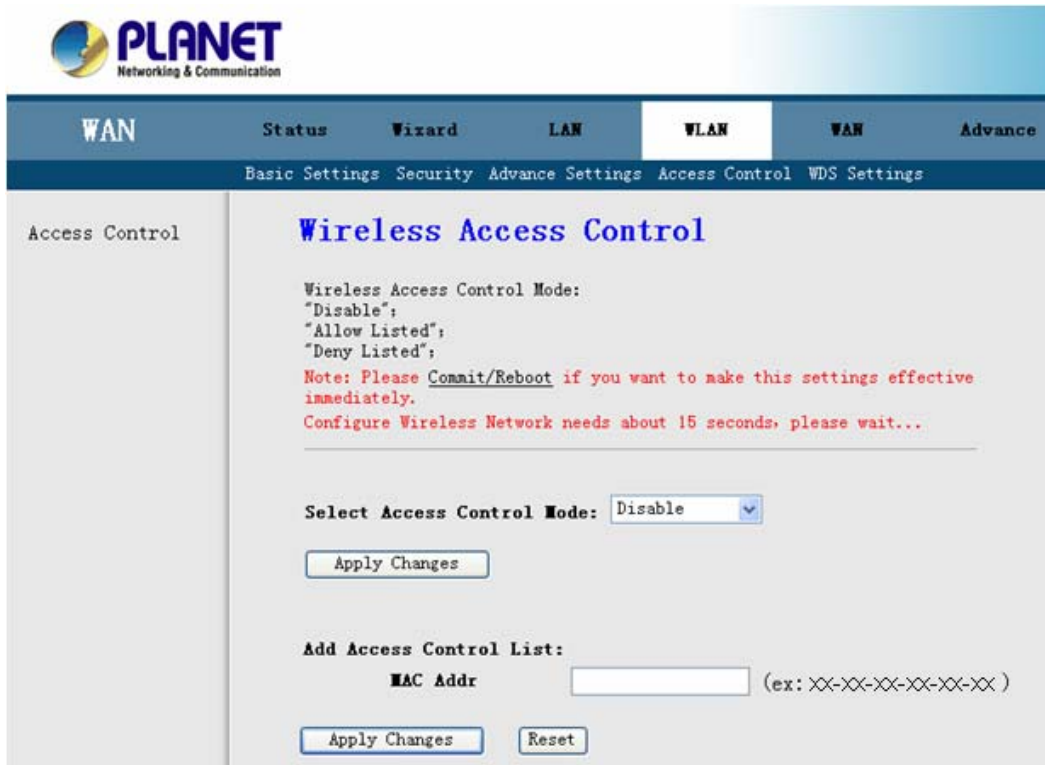 PLANET
Networking & Communication
WAN Status Wizard LAN WLAN WAN Advance
Basic Settings Security Advance Settings Access Control WDS Settings
Access Control
Wireless Access Control
Wireless Access Control Mode:
"Disable";
"Allow Listed";
"Deny Listed";
Note: Please Commit/Reboot if you want to make this settings effective
immediately.
Configure Wireless Network needs about 15 seconds, please wait...
Select Access Control Mode: Disable
Apply Changes
Add Access Control List:
MAC Addr (ex: XX-XX-XX-XX-XX-XX )
Apply Changes Reset